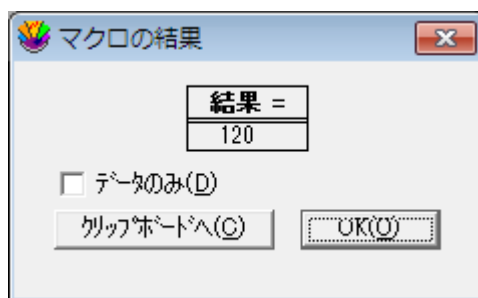 マクロの結果
結果 =
120
データのみ(D)
クリップボードへ(C)
OK(O)